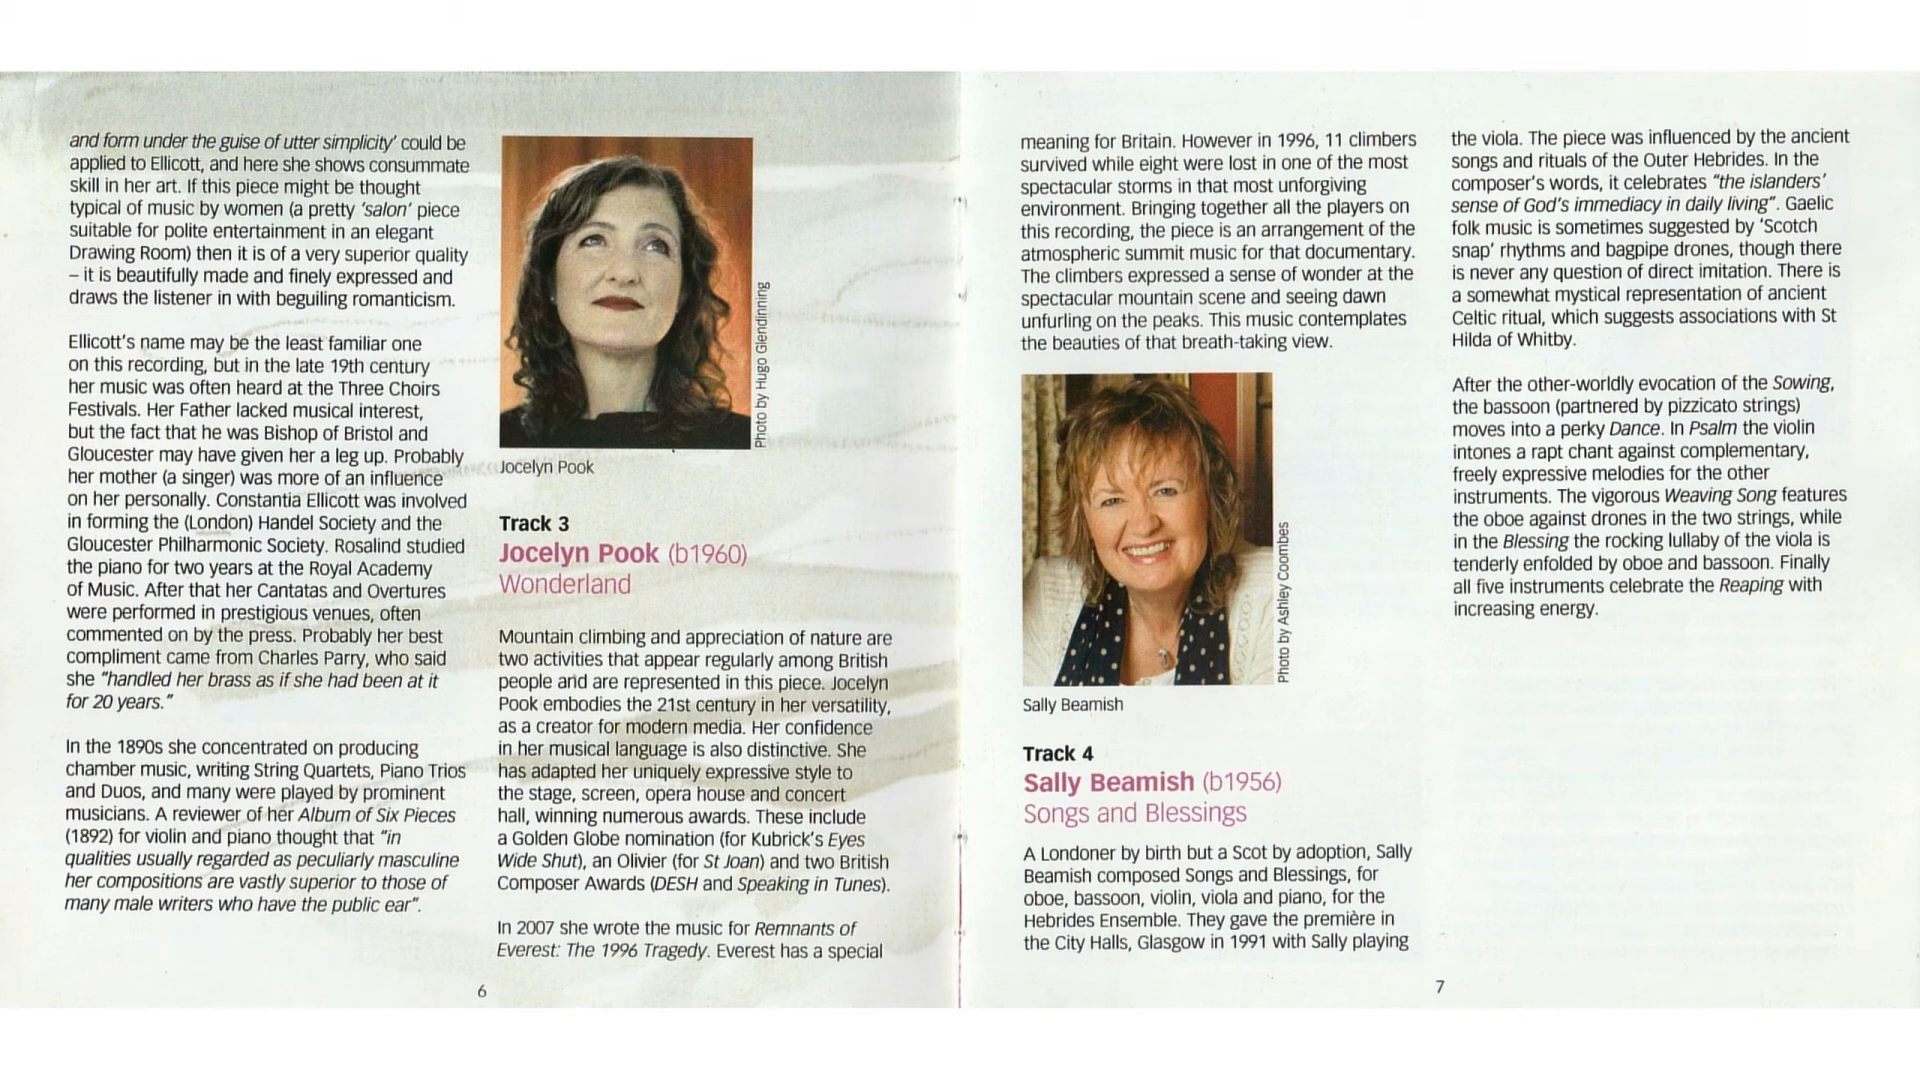 and form under the guise of utter simplicity' could be
applied to Ellicott, and here she shows consummate
skill in her art. If this piece might be thought
typical of music by women (a pretty 'salon' piece
suitable for polite entertainment in an elegant
Drawing Room) then it is of a very superior quality
– it is beautifully made and finely expressed and
draws the listener in with beguiling romanticism.
Ellicott's name may be the least familiar one
on this recording, but in the late 19th century
her music was often heard at the Three Choirs
Festivals. Her Father lacked musical interest,
but the fact that he was Bishop of Bristol and
Gloucester may have given her a leg up. Probably
her mother (a singer) was more of an influence
on her personally. Constantia Ellicott was involved
in forming the (London) Handel Society and the
Gloucester Philharmonic Society. Rosalind studied
the piano for two years at the Royal Academy
of Music. After that her Cantatas and Overtures
were performed in prestigious venues, often
commented on by the press. Probably her best
compliment came from Charles Parry, who said
she "handled her brass as if she had been at it
for 20 years."
In the 1890s she concentrated on producing
chamber music, writing String Quartets, Piano Trios
and Duos, and many were played by prominent
musicians. A reviewer of her Album of Six Pieces
(1892) for violin and piano thought that "in
qualities usually regarded as peculiarly masculine
her compositions are vastly superior to those of
many male writers who have the public ear".
Photo by Hugo Glendinning
Jocelyn Pook
Track 3
Jocelyn Pook (b1960)
Wonderland
Mountain climbing and appreciation of nature are
two activities that appear regularly among British
people and are represented in this piece. Jocelyn
Pook embodies the 21st century in her versatility,
as a creator for modern media. Her confidence
in her musical language is also distinctive. She
has adapted her uniquely expressive style to
the stage, screen, opera house and concert
hall, winning numerous awards. These include
a Golden Globe nomination (for Kubrick's Eyes
Wide Shut), an Olivier (for St Joan) and two British
Composer Awards (DESH and Speaking in Tunes).
In 2007 she wrote the music for Remnants of
Everest: The 1996 Tragedy. Everest has a special
6
meaning for Britain. However in 1996, 11 climbers
survived while eight were lost in one of the most
spectacular storms in that most unforgiving
environment. Bringing together all the players on
this recording, the piece is an arrangement of the
atmospheric summit music for that documentary.
The climbers expressed a sense of wonder at the
spectacular mountain scene and seeing dawn
unfurling on the peaks. This music contemplates
the beauties of that breath-taking view.
Photo by Ashley Coombes
Sally Beamish
Track 4
Sally Beamish (b1956)
Songs and Blessings
A Londoner by birth but a Scot by adoption, Sally
Beamish composed Songs and Blessings, for
oboe, bassoon, violin, viola and piano, for the
Hebrides Ensemble. They gave the première in
the City Halls, Glasgow in 1991 with Sally playing
the viola. The piece was influenced by the ancient
songs and rituals of the Outer Hebrides. In the
composer's words, it celebrates "the islanders'
sense of God's immediacy in daily living". Gaelic
folk music is sometimes suggested by 'Scotch
snap' rhythms and bagpipe drones, though there
is never any question of direct imitation. There is
a somewhat mystical representation of ancient
Celtic ritual, which suggests associations with St
Hilda of Whitby.
After the other-worldly evocation of the Sowing,
the bassoon (partnered by pizzicato strings)
moves into a perky Dance. In Psalm the violin
intones a rapt chant against complementary,
freely expressive melodies for the other
instruments. The vigorous Weaving Song features
the oboe against drones in the two strings, while
in the Blessing the rocking lullaby of the viola is
tenderly enfolded by oboe and bassoon. Finally
all five instruments celebrate the Reaping with
increasing energy.
7